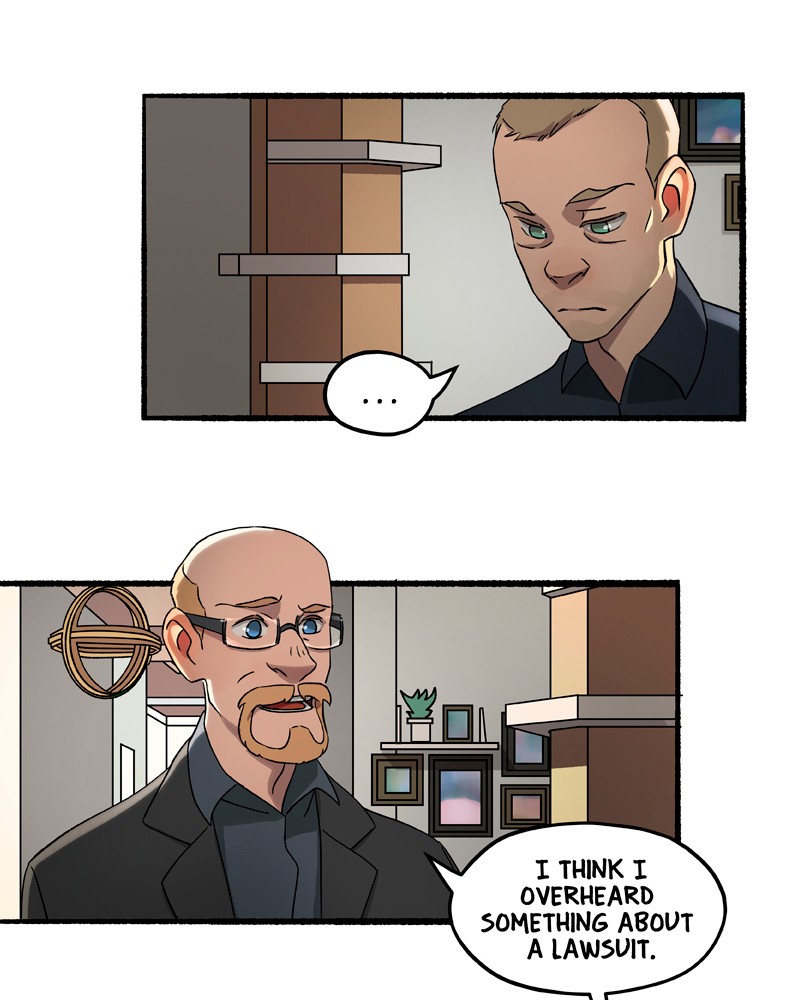 ...
I THINK I
OVERHEARD
SOMETHING ABOUT
A LAWSUIT.